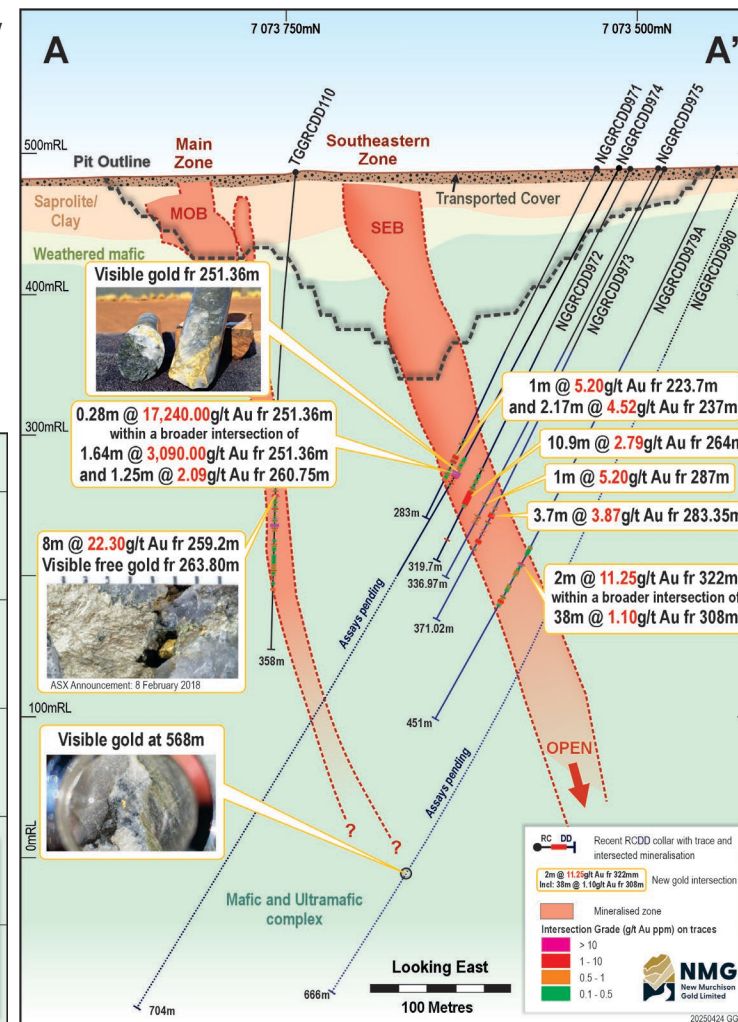 7 073 750mN
7 073 500mN
A
A'
500mRL
Pit Outline
Main
Zone
TGGRCDD110
Southeastern
Zone
NGGRCDD971
NGGRCDD974
NGGRCDD975
Transported Cover
Saprolite/
Clay
MOB
SEB
Weathered mafic
NGGRCDD972
NGGRCDD973
NGGRCDD979A
NGGRCDD980
400mRL
Visible gold fr 251.36m
0.28m @ 17,240.00g/t Au fr 251.36m
within a broader intersection of
1.64m @ 3,090.00g/t Au fr 251.36m
and 1.25m @ 2.09g/t Au fr 260.75m
300mRL
1m @ 5.20g/t Au fr 223.7m
and 2.17m @ 4.52g/t Au fr 237m
10.9m @ 2.79g/t Au fr 264m
1m @ 5.20g/t Au fr 287m
3.7m @ 3.87g/t Au fr 283.35m
2m @ 11.25g/t Au fr 322m
within a broader intersection of
38m @ 1.10g/t Au fr 308m
8m @ 22.30g/t Au fr 259.2m
Visible free gold fr 263.80m
ASX Announcement: 8 February 2018
283m
319.7m
336.97m
371.02m
358m
451m
Assays pending
Assays pending
100mRL
Visible gold at 568m
OPEN
0mRL
?
?
Mafic and Ultramafic
complex
704m
666m
Looking East
100 Metres
RC DD
Recent RCDD collar with trace and
intersected mineralisation
2m @ 11.25g/t Au fr 322mm
Incl: 38m @ 1.10g/t Au fr 308m
New gold intersection
Mineralised zone
Intersection Grade (g/t Au ppm) on traces
> 10
1 - 10
0.5 - 1
0.1 - 0.5
NMG
New Murchison
Gold Limited
20250424 GG